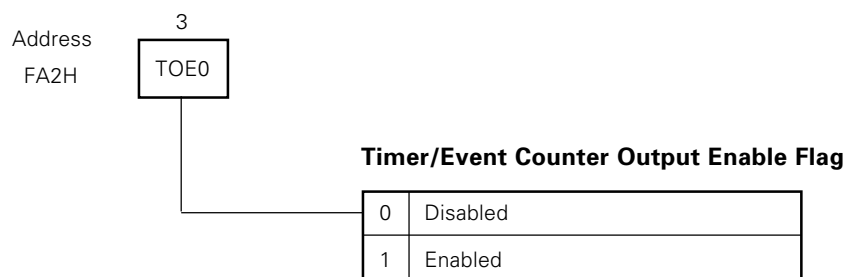 3
Address
FA2H
TOE0
Timer/Event Counter Output Enable Flag
0 Disabled
1 Enabled